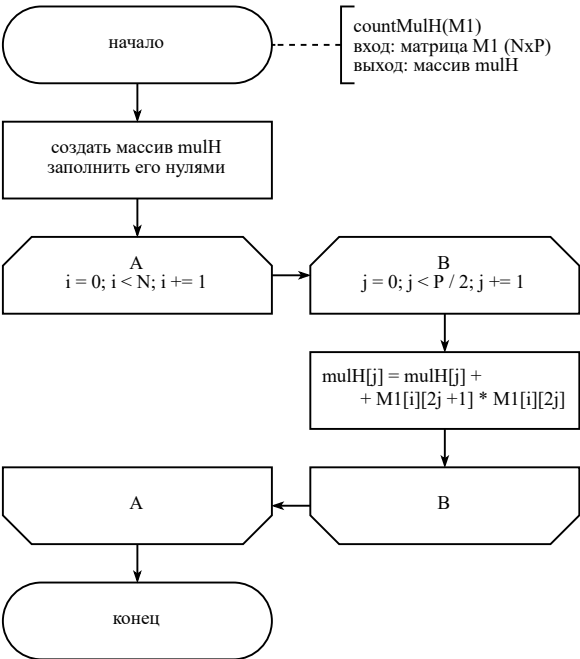 начало
countMulH(M1)
вход: матрица M1 (NxP)
выход: массив mulH
создать массив mulH
заполнить его нулями
A
i = 0; i < N; i += 1
B
j = 0; j < P / 2; j += 1
mulH[j] = mulH[j] +
+ M1[i][2j +1] * M1[i][2j]
A
B
конец